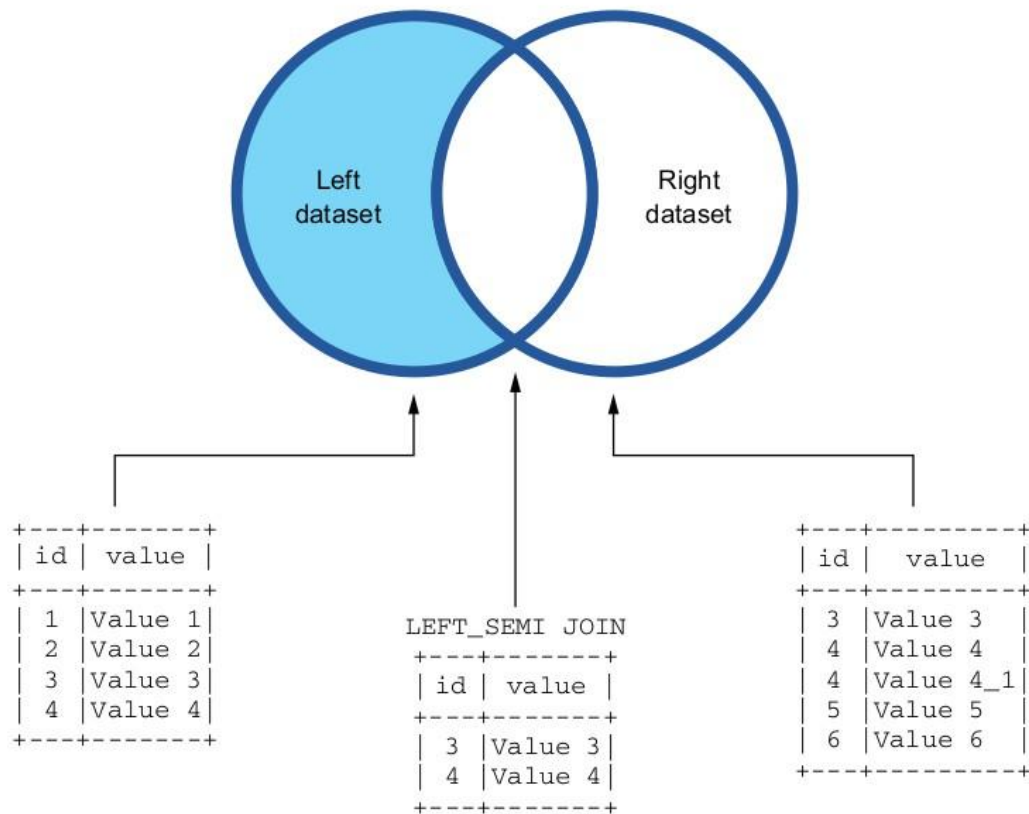 Left
dataset
Right
dataset
+---+-------+
| id | value |
+---+-------+
| 1 |Value 1|
| 2 |Value 2|
| 3 |Value 3|
| 4 |Value 4|
+---+-------+
LEFT_SEMI JOIN
+---+-------+
| id | value |
+---+-------+
| 3 |Value 3|
| 4 |Value 4|
+---+-------+
+---+---------+
| id | value |
+---+---------+
| 3 |Value 3 |
| 4 |Value 4 |
| 4 |Value 4_1|
| 5 |Value 5 |
| 6 |Value 6 |
+---+---------+